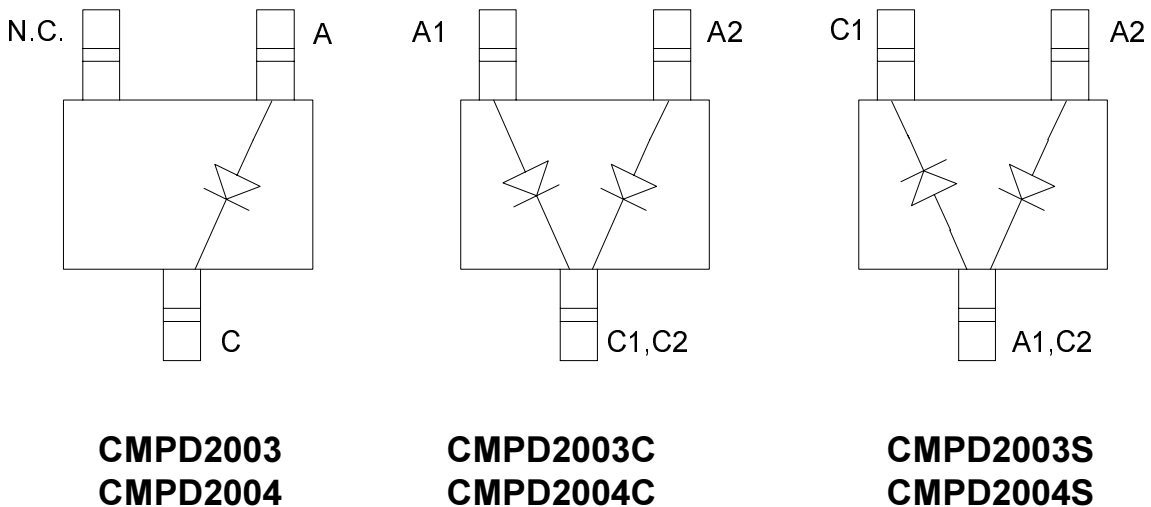 N.C.
A
C
A1
A2
C1,C2
C1
A2
A1,C2
CMPD2003
CMPD2004
CMPD2003C
CMPD2004C
CMPD2003S
CMPD2004S